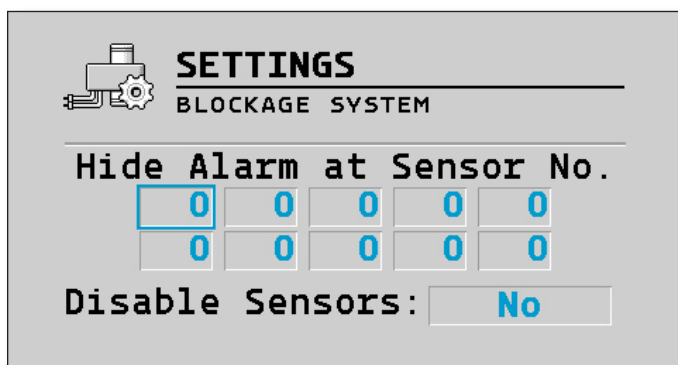 SETTINGS
BLOCKAGE SYSTEM
Hide Alarm at Sensor No.
0 0 0 0 0
0 0 0 0 0
Disable Sensors: No